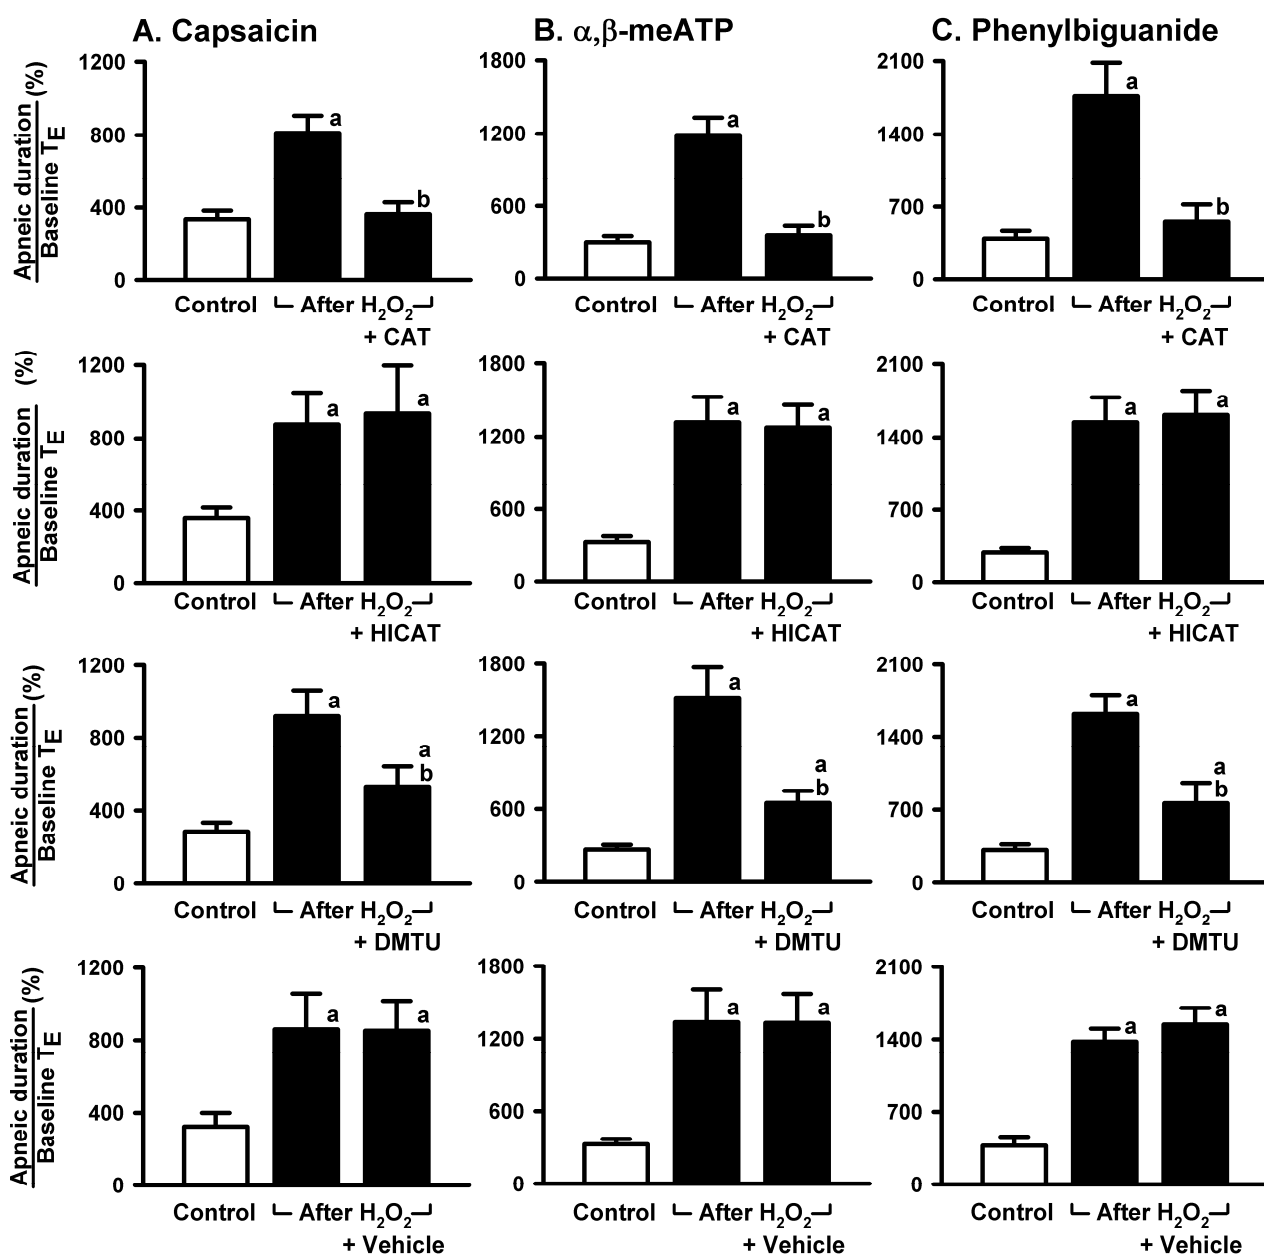 A. Capsaicin
B. α,β-meATP
C. Phenylbiguanide
Apneic duration (%)
Baseline TE
1200
800
400
0
a
b
Control
After H2O2
+ CAT
1800
1200
600
0
a
b
Control
After H2O2
+ CAT
2100
1400
700
0
a
b
Control
After H2O2
+ CAT
Apneic duration (%)
Baseline TE
1200
800
400
0
a
a
Control
After H2O2
+ HICAT
1800
1200
600
0
a
a
Control
After H2O2
+ HICAT
2100
1400
700
0
a
a
Control
After H2O2
+ HICAT
Apneic duration (%)
Baseline TE
1200
800
400
0
a
a
b
Control
After H2O2
+ DMTU
1800
1200
600
0
a
a
b
Control
After H2O2
+ DMTU
2100
1400
700
0
a
a
b
Control
After H2O2
+ DMTU
Apneic duration (%)
Baseline TE
1200
800
400
0
a
a
Control
After H2O2
+ Vehicle
1800
1200
600
0
a
a
Control
After H2O2
+ Vehicle
2100
1400
700
0
a
a
Control
After H2O2
+ Vehicle